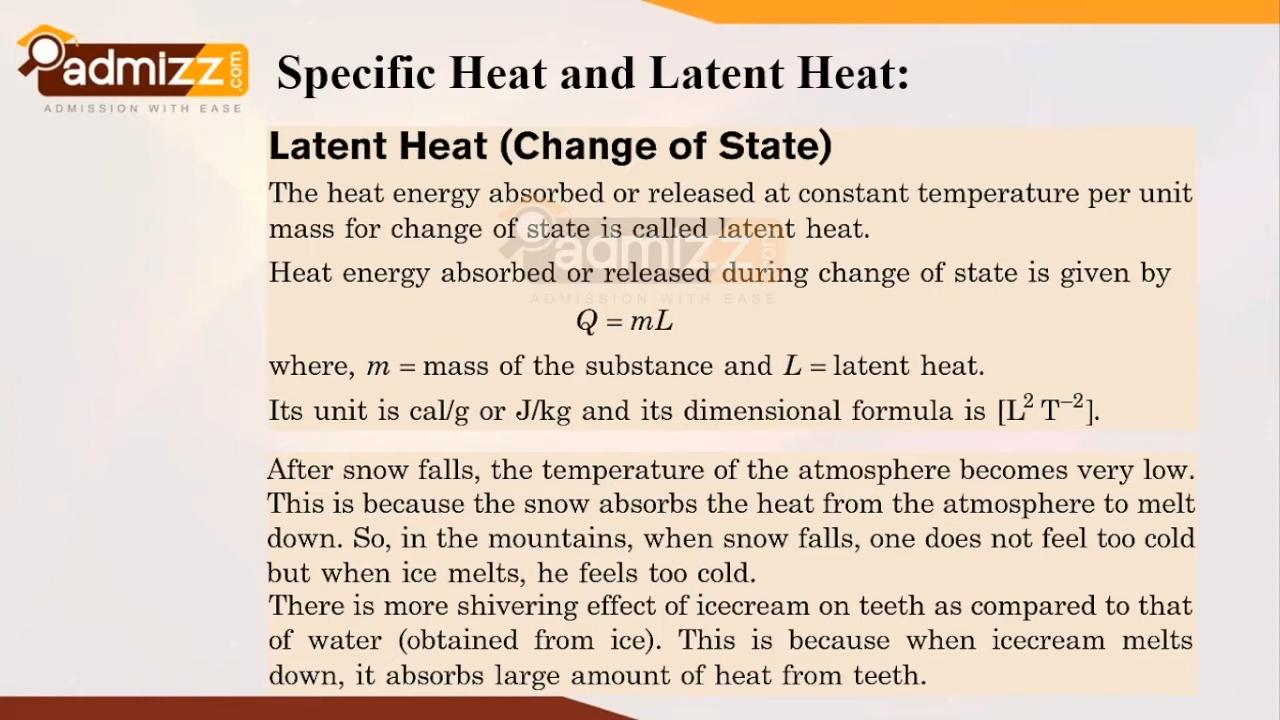 admizz.com
ADMISSION WITH EASE
Specific Heat and Latent Heat:
Latent Heat (Change of State)
The heat energy absorbed or released at constant temperature per unit
mass for change of state is called latent heat.
admizz.com
Heat energy absorbed or released during change of state is given by
ADMISSION WITH EASE
Q = mL
where, m = mass of the substance and L = latent heat.
Its unit is cal/g or J/kg and its dimensional formula is [L² T⁻²].
After snow falls, the temperature of the atmosphere becomes very low.
This is because the snow absorbs the heat from the atmosphere to melt
down. So, in the mountains, when snow falls, one does not feel too cold
but when ice melts, he feels too cold.
There is more shivering effect of icecream on teeth as compared to that
of water (obtained from ice). This is because when icecream melts
down, it absorbs large amount of heat from teeth.